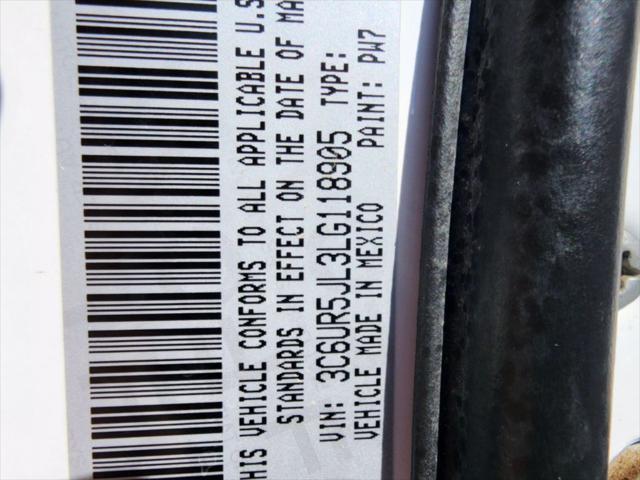 HIS VEHICLE CONFORMS TO ALL APPLICABLE U.S
STANDARDS IN EFFECT ON THE DATE OF MA
VIN: 3C6UR5JL3LG118905 TYPE:
VEHICLE MADE IN MEXICO PAINT: PW7